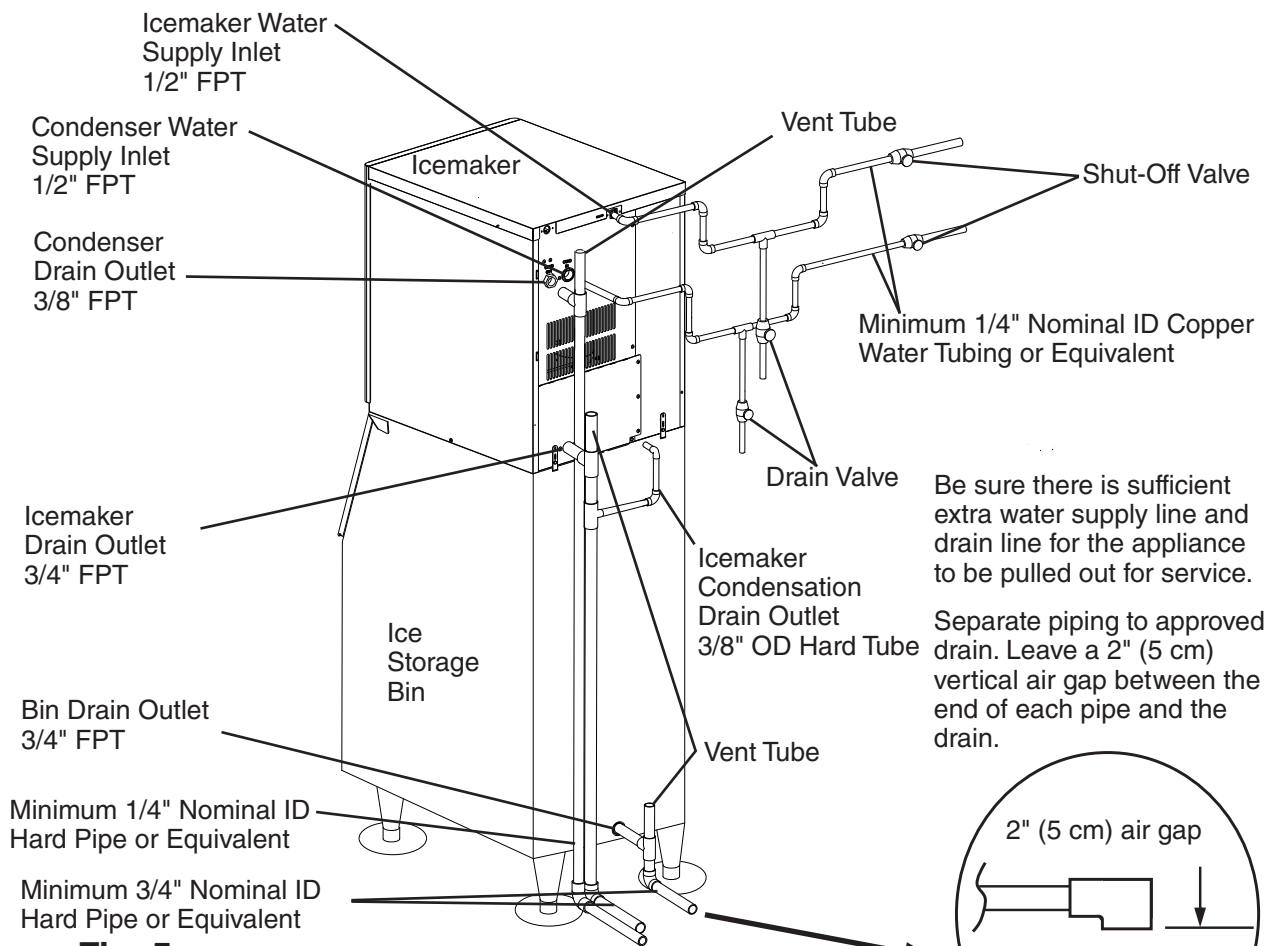 Icemaker Water
Supply Inlet
1/2" FPT
Condenser Water
Supply Inlet
1/2" FPT
Vent Tube
Icemaker
Shut-Off Valve
Condenser
Drain Outlet
3/8" FPT
Minimum 1/4" Nominal ID Copper
Water Tubing or Equivalent
Drain Valve
Be sure there is sufficient
extra water supply line and
drain line for the appliance
to be pulled out for service.
Icemaker
Drain Outlet
3/4" FPT
Icemaker
Condensation
Drain Outlet
3/8" OD Hard Tube
Separate piping to approved
drain. Leave a 2" (5 cm)
vertical air gap between the
end of each pipe and the
drain.
Ice
Storage
Bin
Bin Drain Outlet
3/4" FPT
Vent Tube
Minimum 1/4" Nominal ID
Hard Pipe or Equivalent
2" (5 cm) air gap
Minimum 3/4" Nominal ID
Hard Pipe or Equivalent